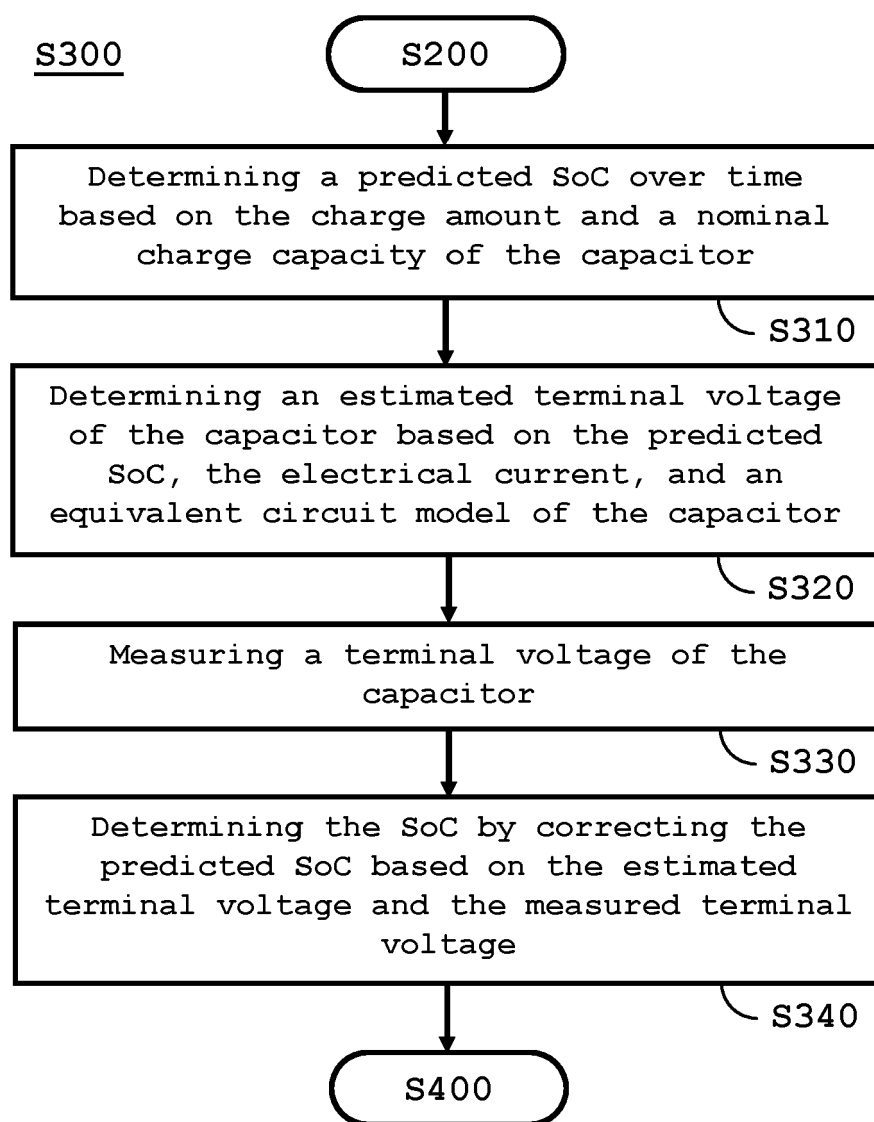 S300
S200
Determining a predicted SoC over time
based on the charge amount and a nominal
charge capacity of the capacitor
S310
Determining an estimated terminal voltage
of the capacitor based on the predicted
SoC, the electrical current, and an
equivalent circuit model of the capacitor
S320
Measuring a terminal voltage of the
capacitor
S330
Determining the SoC by correcting the
predicted SoC based on the estimated
terminal voltage and the measured terminal
voltage
S340
S400